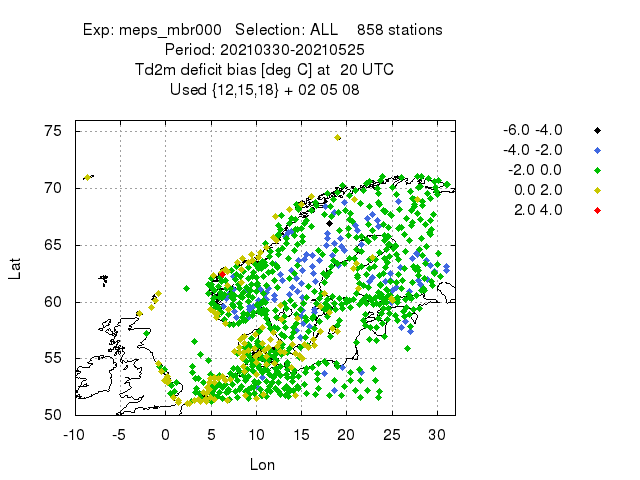 Exp: meps_mbr000   Selection: ALL    858 stations
Period: 20210330-20210525
Td2m deficit bias [deg C] at  20 UTC
Used {12,15,18} + 02 05 08
-6.0 -4.0
-4.0 -2.0
-2.0 0.0
0.0 2.0
2.0 4.0
75
70
65
60
55
50
Lat
-10 -5 0 5 10 15 20 25 30
Lon